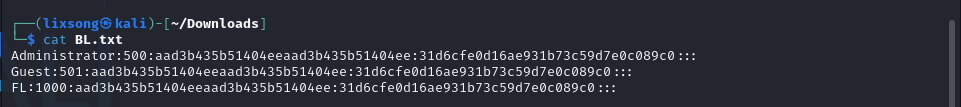 ┌──(lixsong㉿kali)-[~/Downloads]
└─$ cat BL.txt
Administrator:500:aad3b435b51404eeaad3b435b51404ee:31d6cfe0d16ae931b73c59d7e0c089c0:::
Guest:501:aad3b435b51404eeaad3b435b51404ee:31d6cfe0d16ae931b73c59d7e0c089c0:::
FL:1000:aad3b435b51404eeaad3b435b51404ee:31d6cfe0d16ae931b73c59d7e0c089c0:::